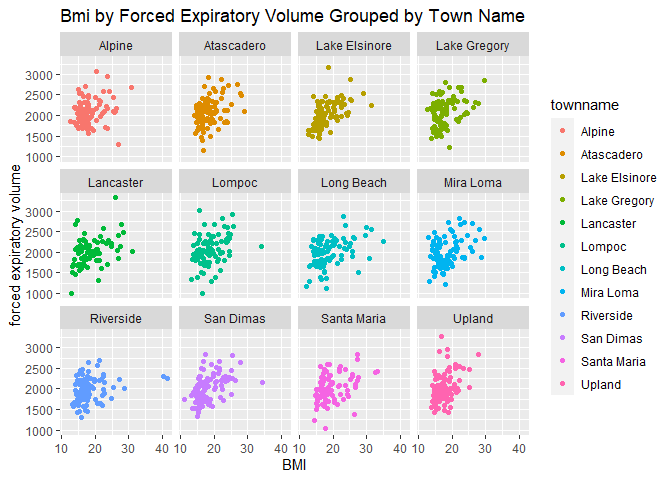 Bmi by Forced Expiratory Volume Grouped by Town Name
Alpine Atascadero Lake Elsinore Lake Gregory
3000
2500
2000
1500
1000
Lancaster Lompoc Long Beach Mira Loma
3000
2500
2000
1500
1000
Riverside San Dimas Santa Maria Upland
3000
2500
2000
1500
1000
10 20 30 40 10 20 30 40 10 20 30 40 10 20 30 40
BMI
forced expiratory volume
townname
Alpine
Atascadero
Lake Elsinore
Lake Gregory
Lancaster
Lompoc
Long Beach
Mira Loma
Riverside
San Dimas
Santa Maria
Upland